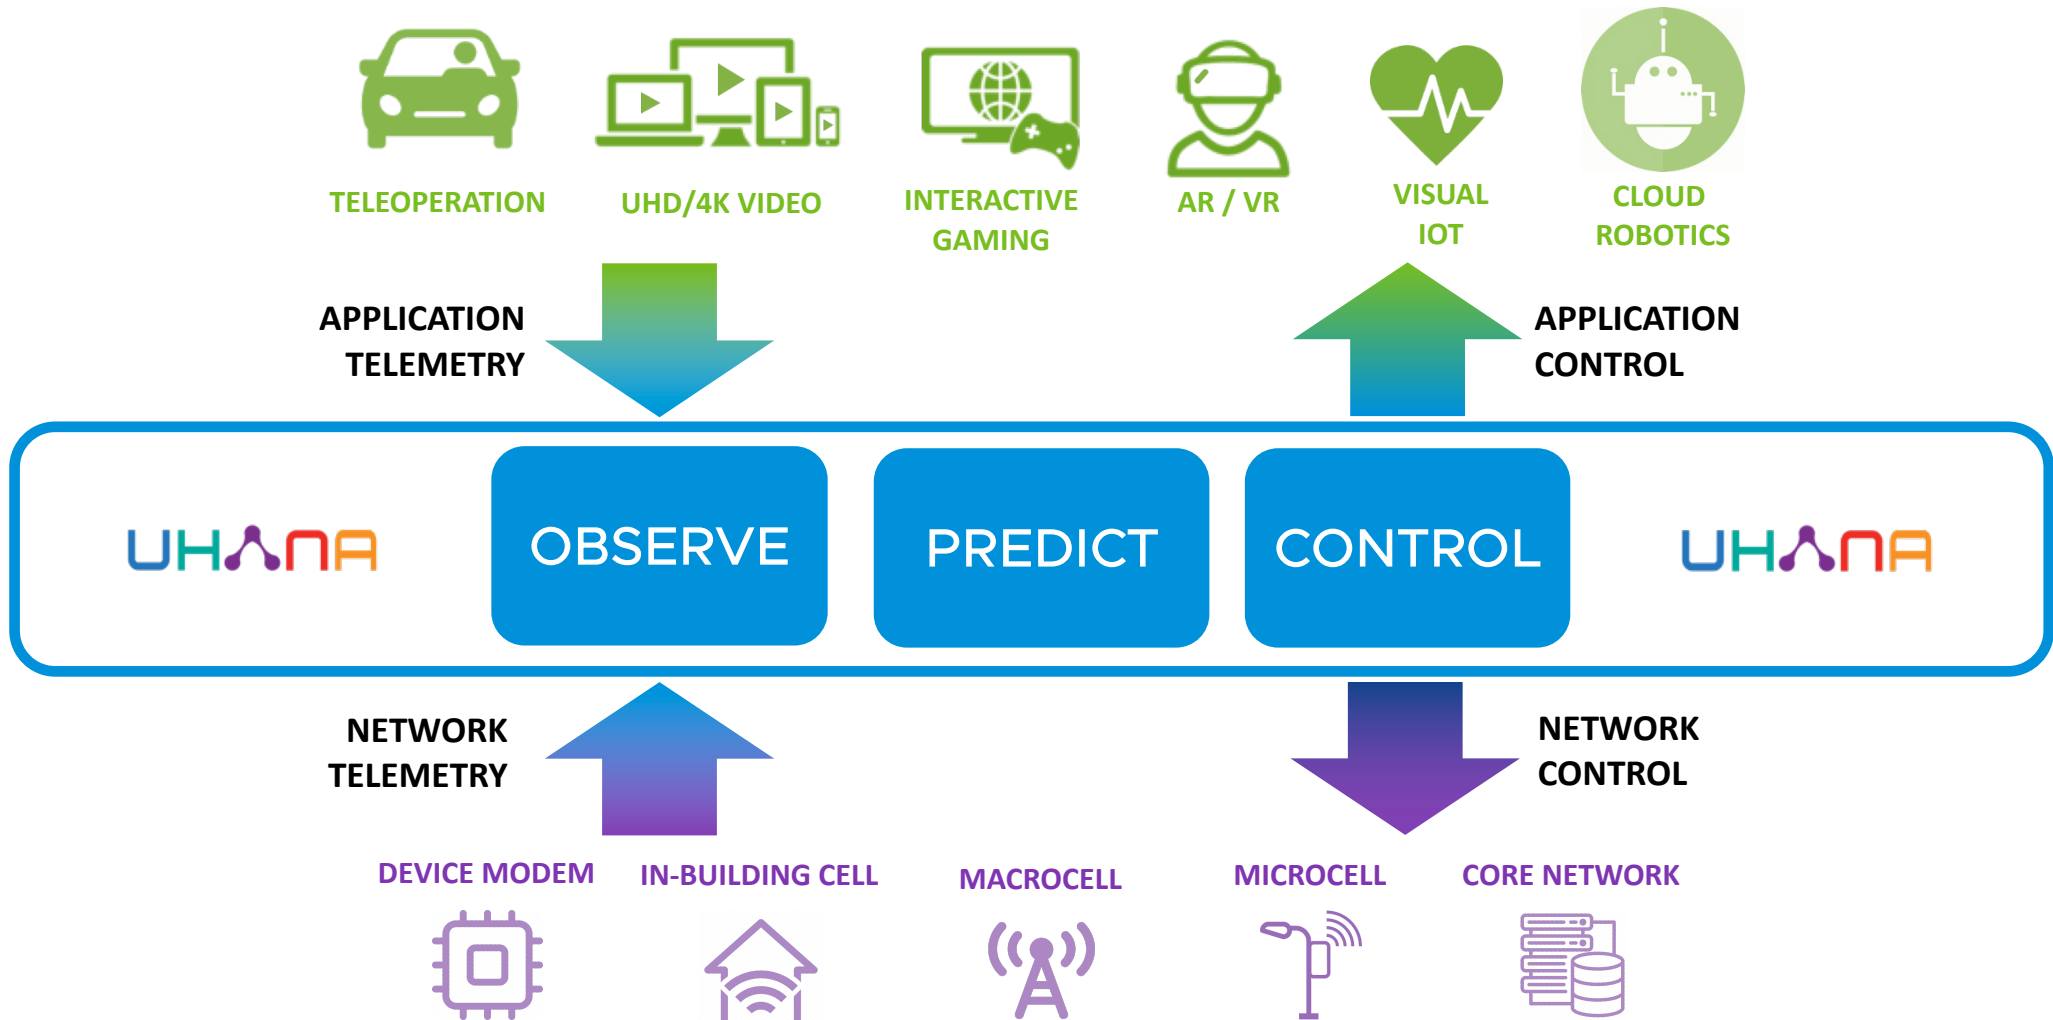 TELEOPERATION
UHD/4K VIDEO
INTERACTIVE
GAMING
AR / VR
VISUAL
IOT
CLOUD
ROBOTICS
APPLICATION
TELEMETRY
APPLICATION
CONTROL
UHANA
OBSERVE
PREDICT
CONTROL
UHANA
NETWORK
TELEMETRY
NETWORK
CONTROL
DEVICE MODEM
IN-BUILDING CELL
MACROCELL
MICROCELL
CORE NETWORK